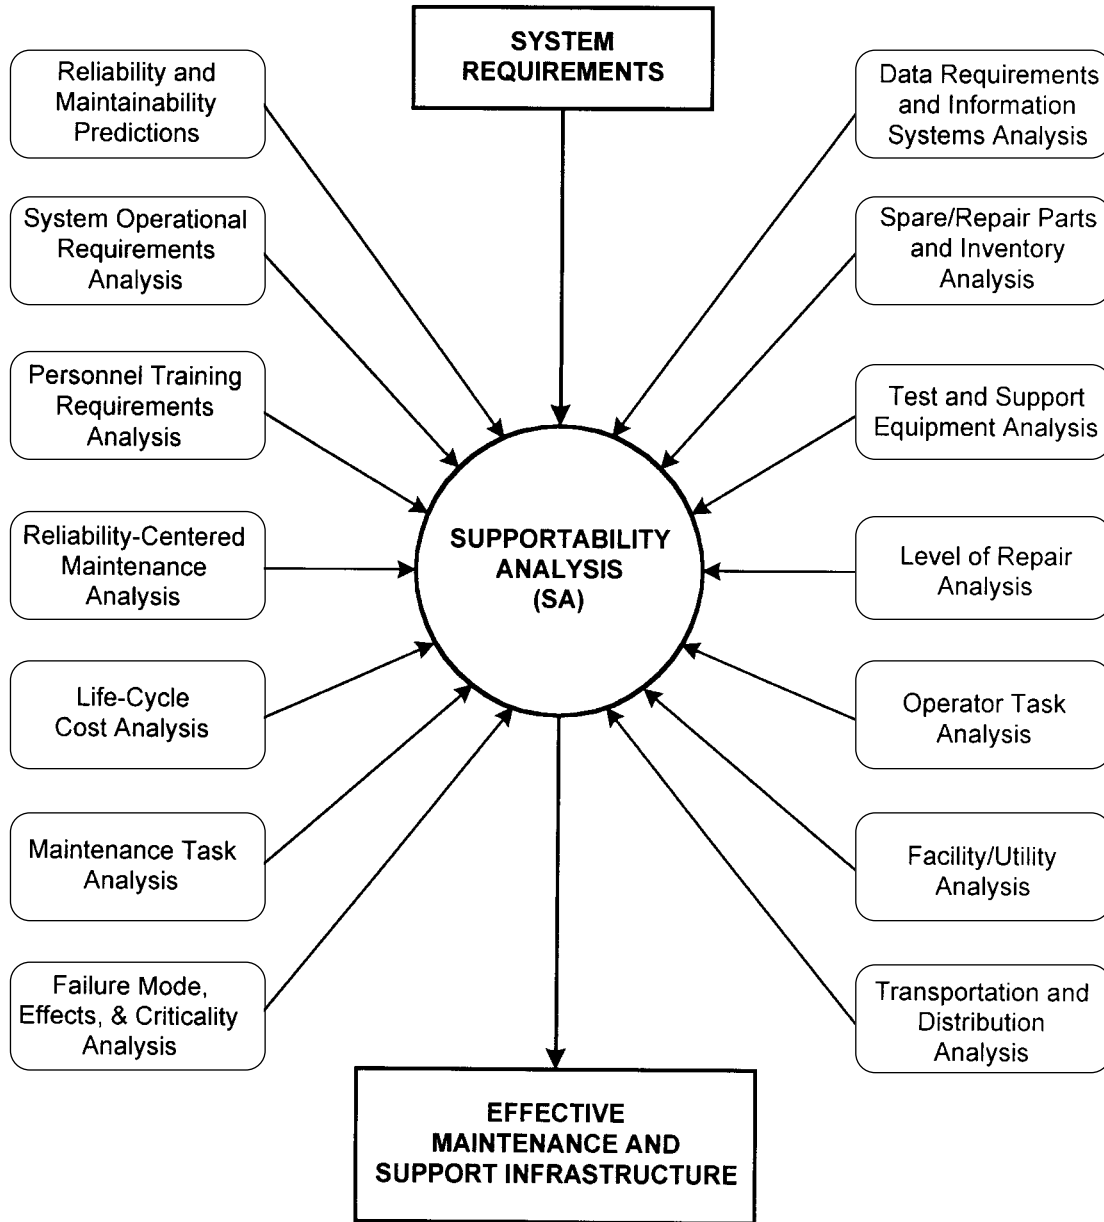 SYSTEM
REQUIREMENTS
Reliability and
Maintainability
Predictions
System Operational
Requirements
Analysis
Personnel Training
Requirements
Analysis
Reliability-Centered
Maintenance
Analysis
Life-Cycle
Cost Analysis
Maintenance Task
Analysis
Failure Mode,
Effects, & Criticality
Analysis
SUPPORTABILITY
ANALYSIS
(SA)
Data Requirements
and Information
Systems Analysis
Spare/Repair Parts
and Inventory
Analysis
Test and Support
Equipment Analysis
Level of Repair
Analysis
Operator Task
Analysis
Facility/Utility
Analysis
Transportation and
Distribution
Analysis
EFFECTIVE
MAINTENANCE AND
SUPPORT INFRASTRUCTURE